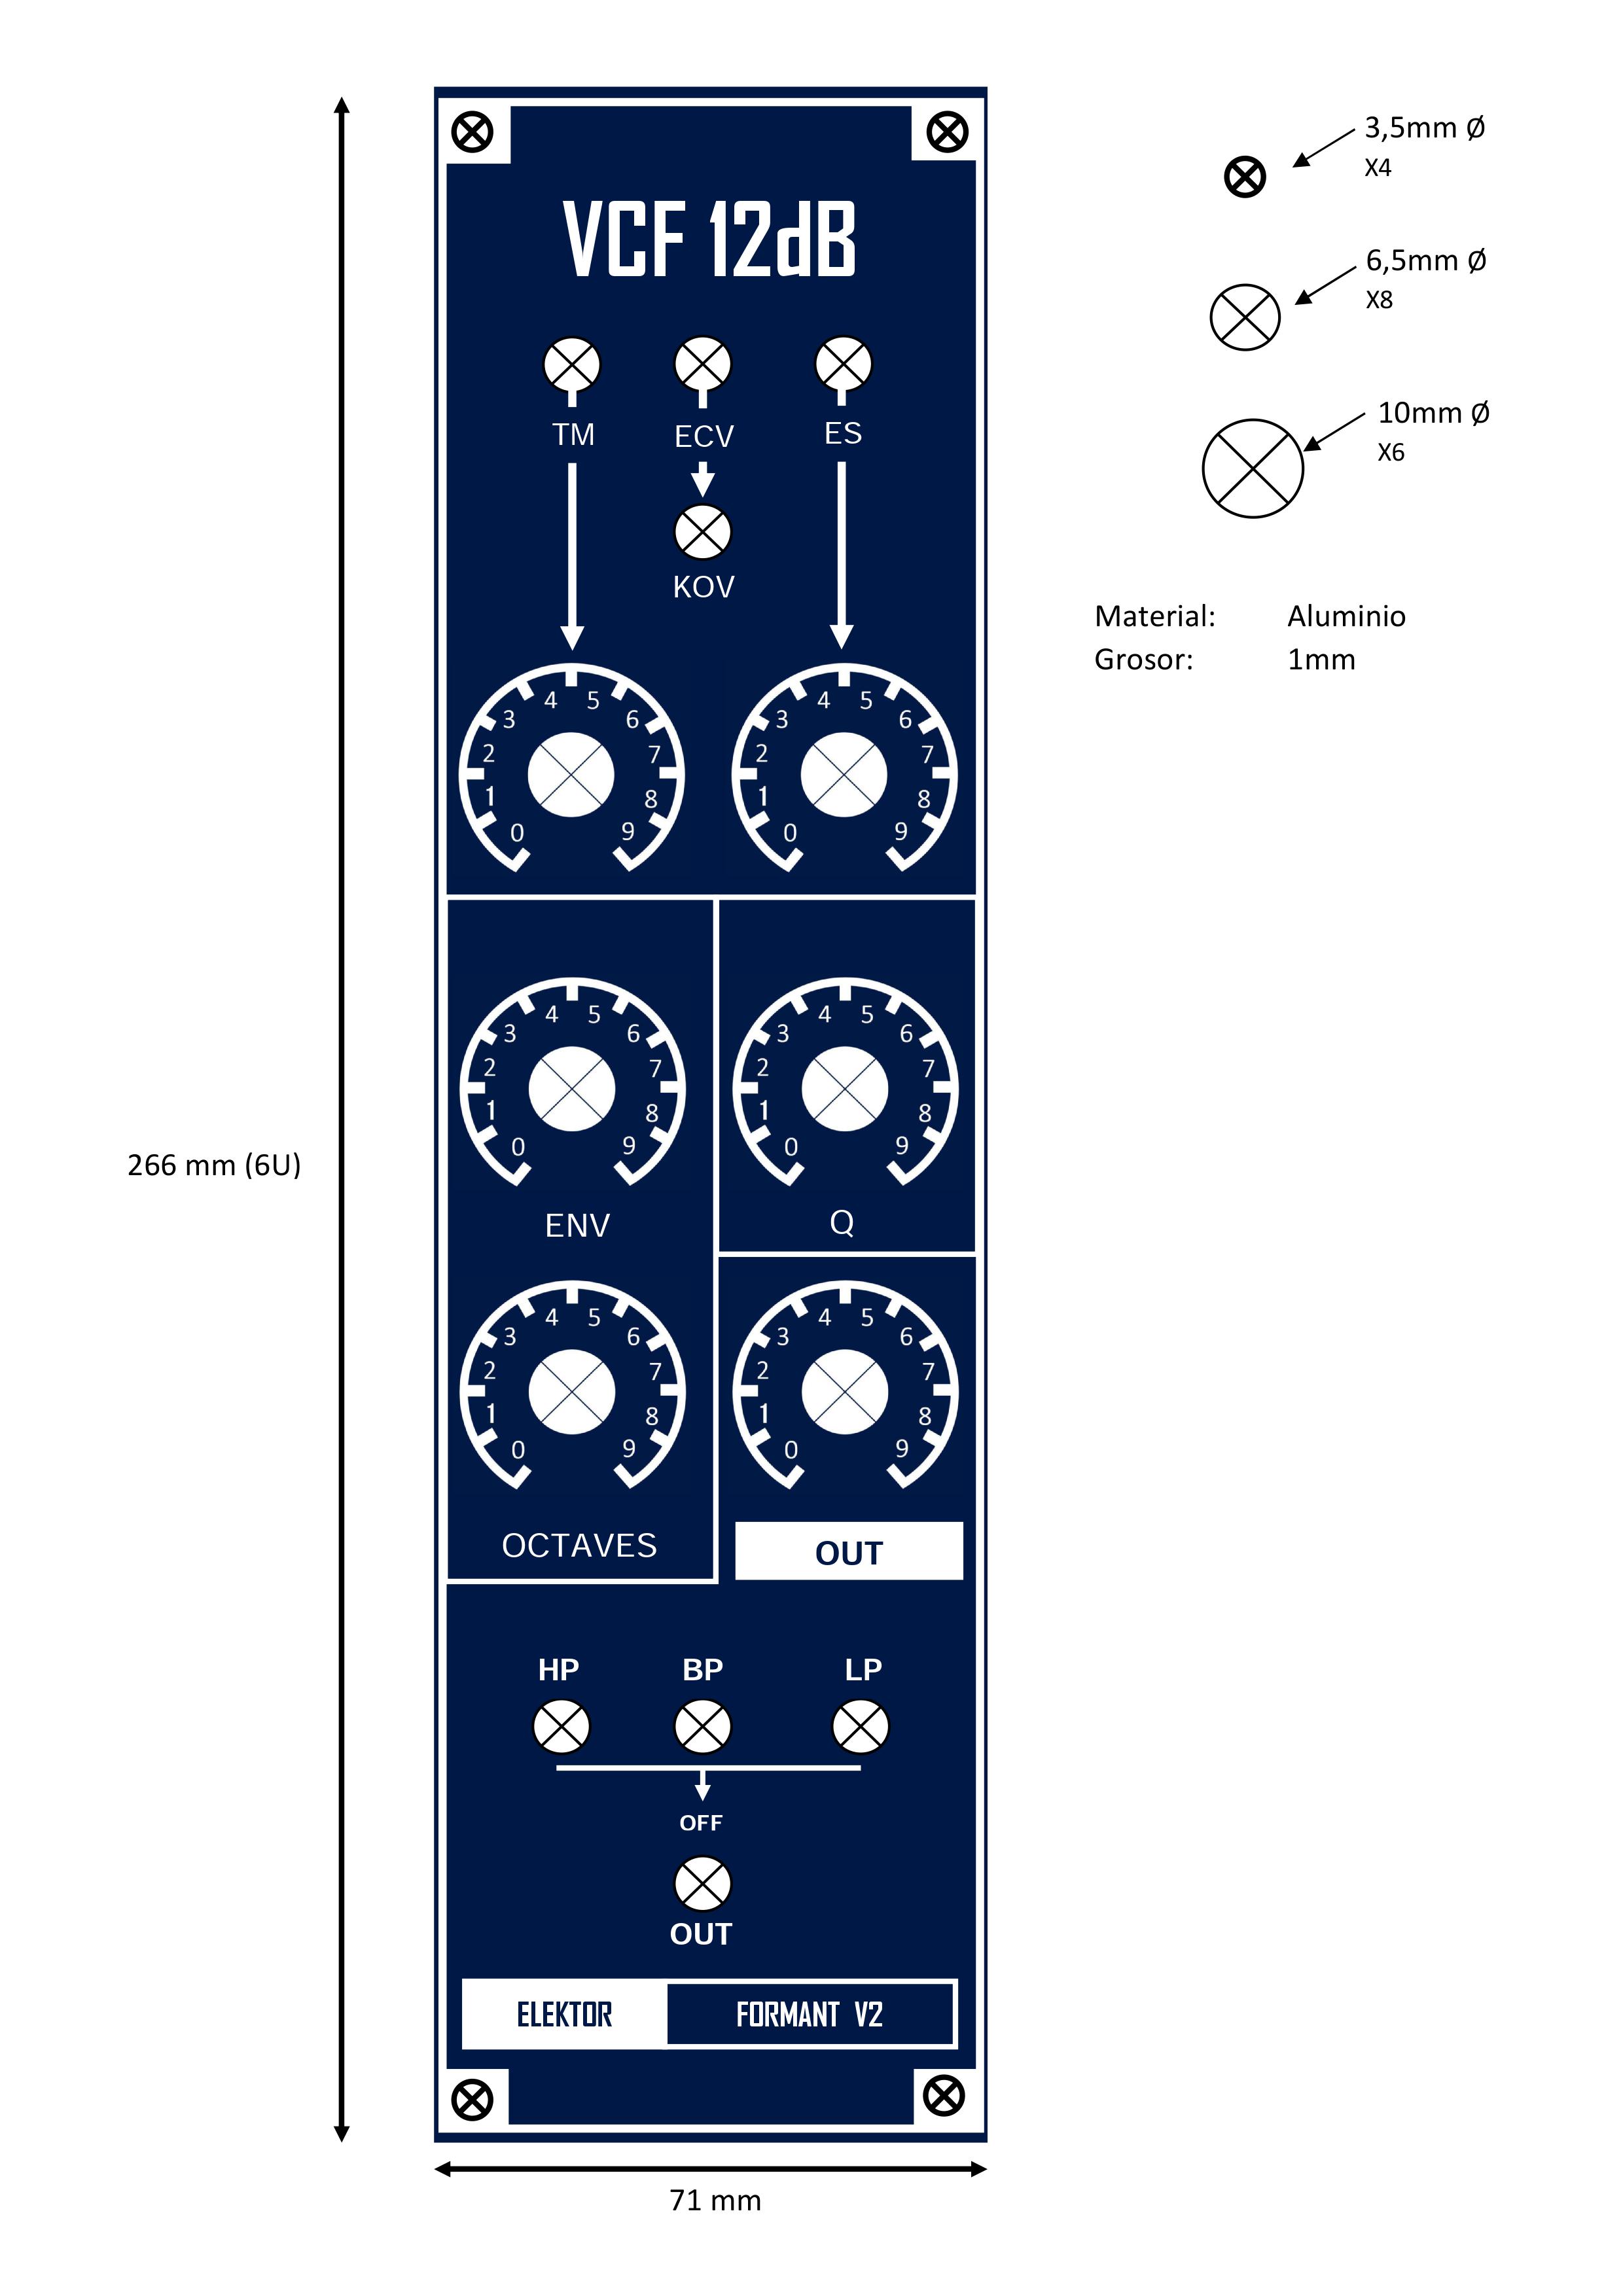 VCF 12dB
TM ECV ES
KOV
4 5
3 6
2 7
1 8
0 9
4 5
3 6
2 7
1 8
0 9
4 5
3 6
2 7
1 8
0 9
ENV
4 5
3 6
2 7
1 8
0 9
Q
4 5
3 6
2 7
1 8
0 9
OCTAVES
4 5
3 6
2 7
1 8
0 9
OUT
HP BP LP
OFF
OUT
ELEKTOR FORMANT V2
266 mm (6U)
71 mm
3,5mm Ø
X4
6,5mm Ø
X8
10mm Ø
X6
Material: Aluminio
Grosor: 1mm